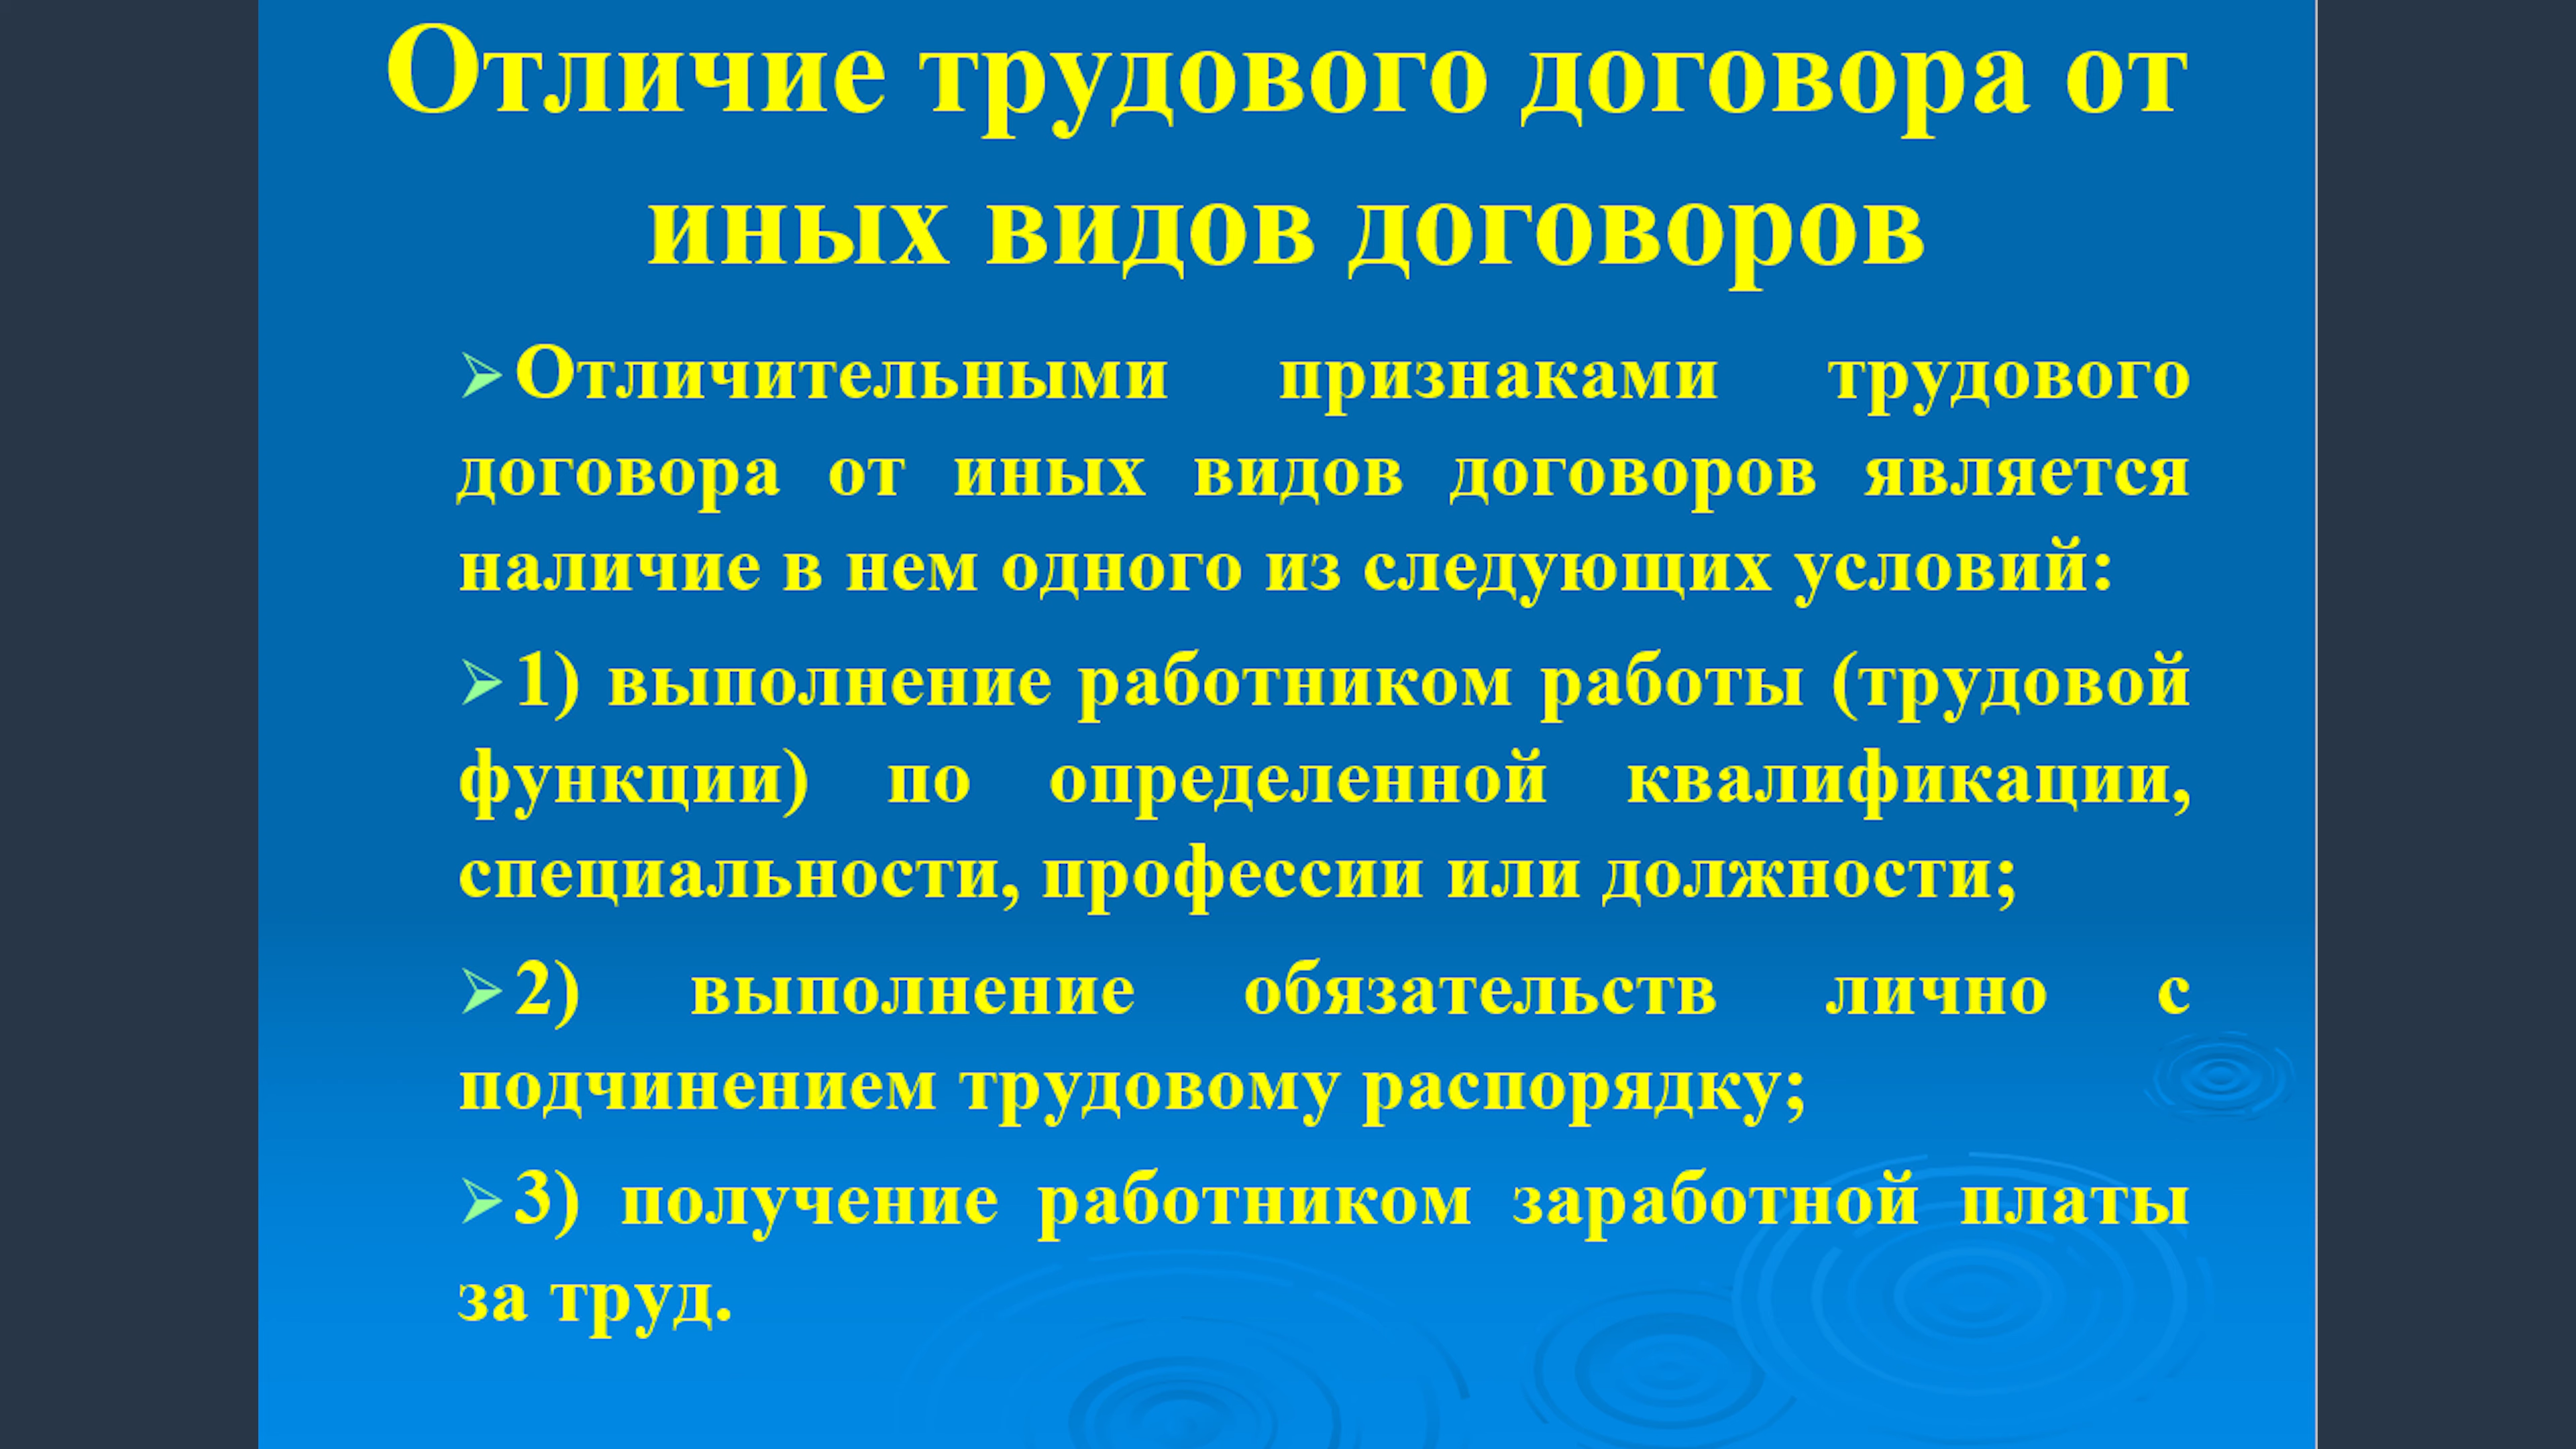 Отличие трудового договора от
иных видов договоров
Отличительными признаками трудового
договора от иных видов договоров является
наличие в нем одного из следующих условий:
1) выполнение работником работы (трудовой
функции) по определенной квалификации,
специальности, профессии или должности;
2) выполнение обязательств лично с
подчинением трудовому распорядку;
3) получение работником заработной платы
за труд.